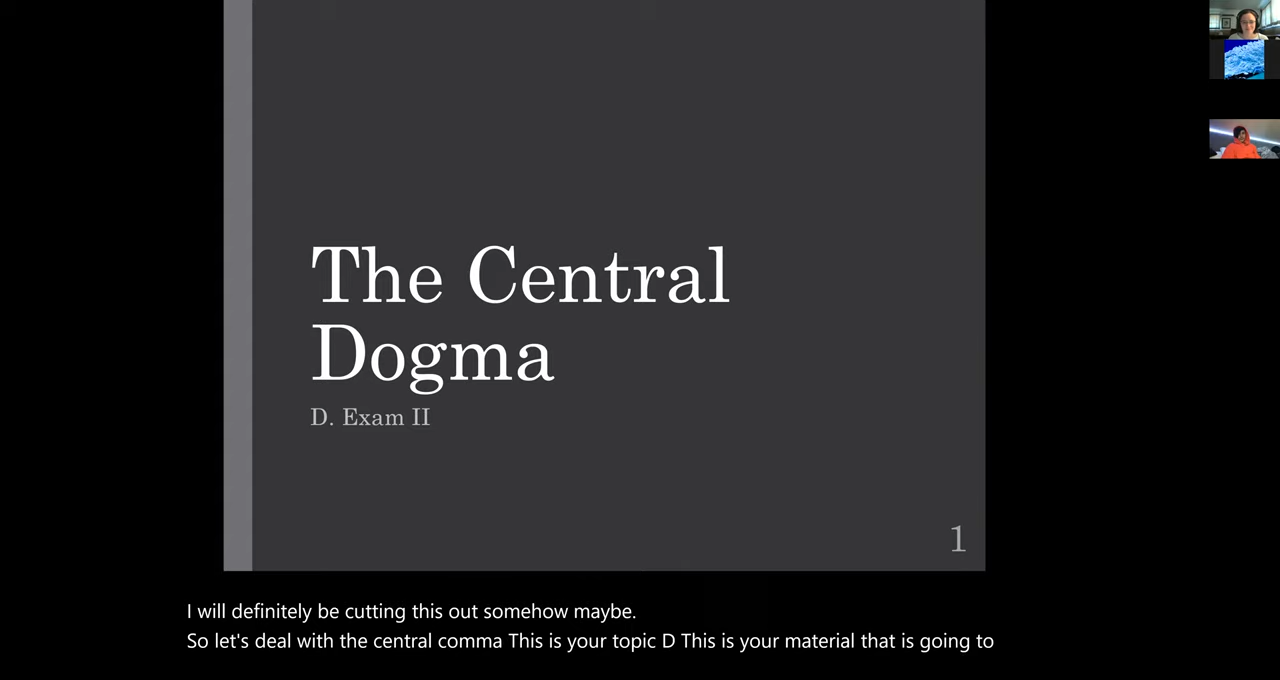 The Central
Dogma
D. Exam II
1
I will definitely be cutting this out somehow maybe.
So let's deal with the central comma This is your topic D This is your material that is going to